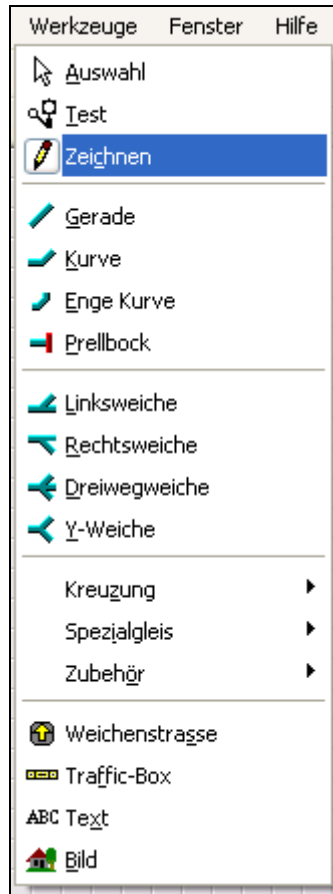 Werkzeuge Fenster Hilfe
Auswahl
Test
Zeichnen
Gerade
Kurve
Enge Kurve
Prellbock
Linksweiche
Rechtsweiche
Dreiwegweiche
Y-Weiche
Kreuzung
Spezialgleis
Zubehör
Weichenstrasse
Traffic-Box
ABC Text
Bild